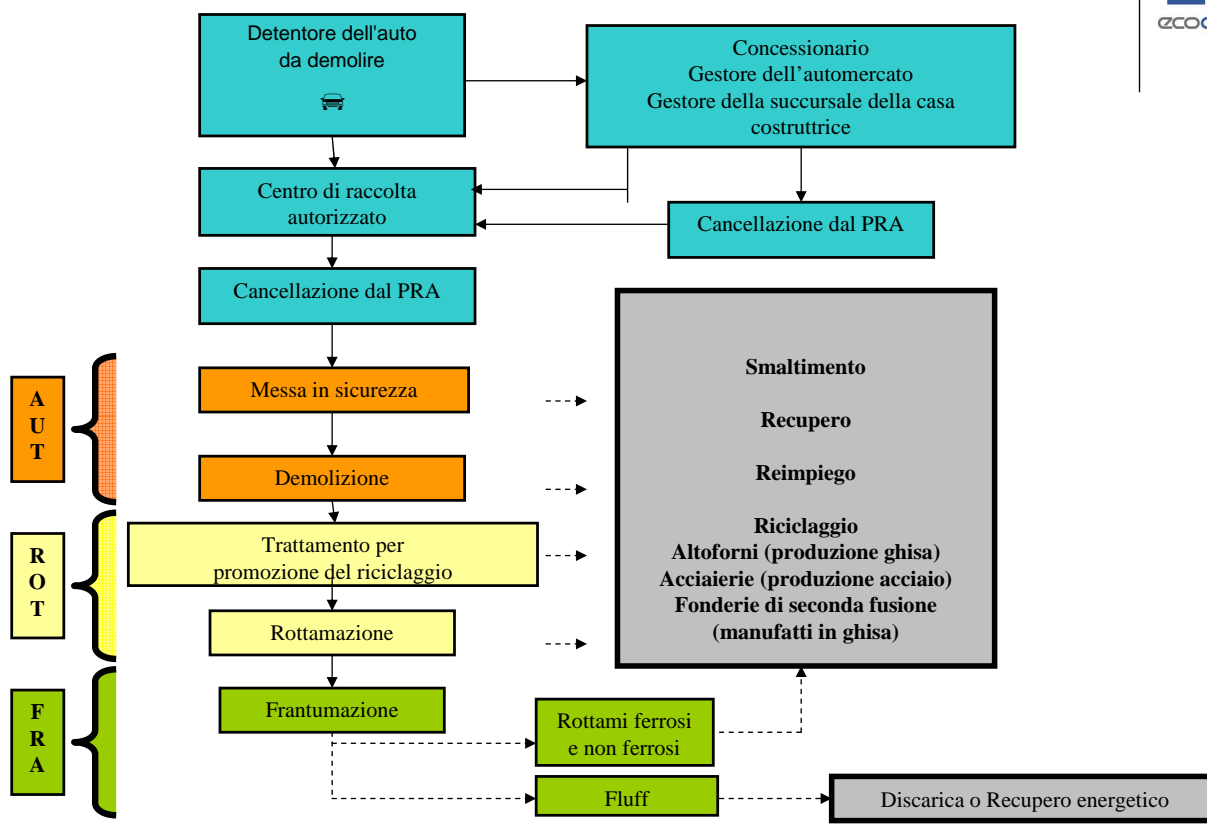 Detentore dell'auto
da demolire
Concessionario
Gestore dell'automercato
Gestore della succursale della casa
costruttrice
Centro di raccolta
autorizzato
Cancellazione dal PRA
Cancellazione dal PRA
A
U
T
Messa in sicurezza
Demolizione
R
O
T
Trattamento per
promozione del riciclaggio
Rottamazione
F
R
A
Frantumazione
Rottami ferrosi
e non ferrosi
Fluff
Smaltimento
Recupero
Reimpiego
Riciclaggio
Altoforni (produzione ghisa)
Acciaierie (produzione acciaio)
Fonderie di seconda fusione
(manufatti in ghisa)
Discarica o Recupero energetico